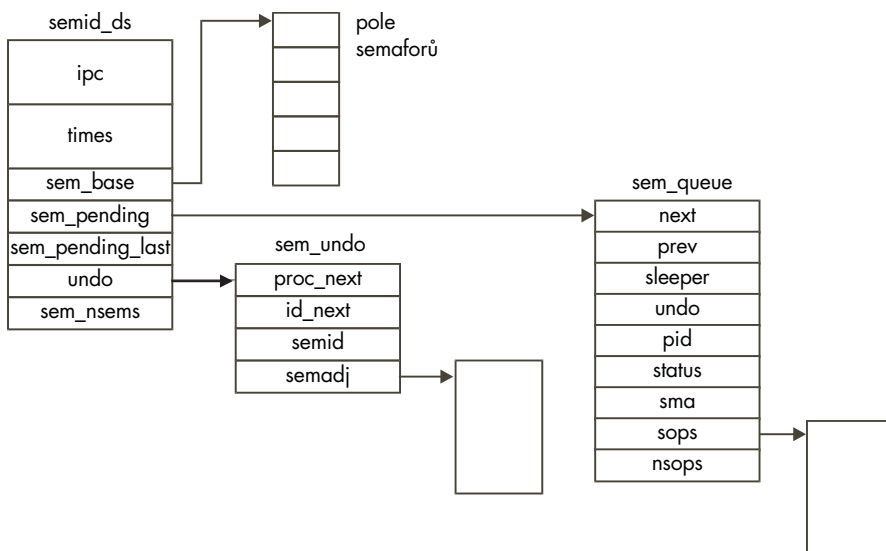 semid_ds
ipc
times
sem_base
sem_pending
sem_pending_last
undo
sem_nsems
pole
semaforů
sem_undo
proc_next
id_next
semid
semadj
sem_queue
next
prev
sleeper
undo
pid
status
sma
sops
nsops